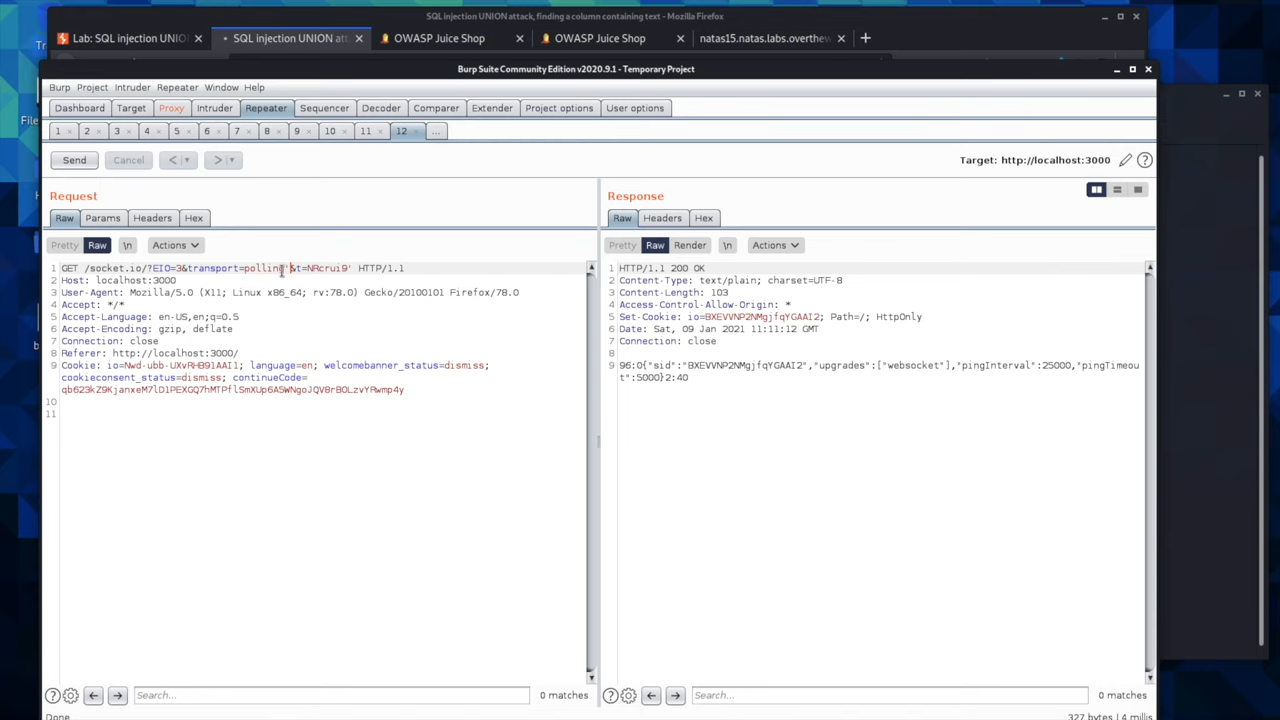 SQL injection UNION attack, finding a column containing text - Mozilla Firefox
Lab: SQL injection UNION
SQL injection UNION att
OWASP Juice Shop
OWASP Juice Shop
natas15.natas.labs.overthew
Burp Suite Community Edition v2020.9.1 - Temporary Project
Burp Project Intruder Repeater Window Help
Dashboard Target Proxy Intruder Repeater Sequencer Decoder Comparer Extender Project options User options
1 × 2 × 3 × 4 × 5 × 6 × 7 × 8 × 9 × 10 × 11 × 12 × ...
Send Cancel < > Target: http://localhost:3000
Request
Raw Params Headers Hex
Pretty Raw \n Actions
1 GET /socket.io/?EIO=3&transport=polling'&t=NRcrui9' HTTP/1.1
2 Host: localhost:3000
3 User-Agent: Mozilla/5.0 (X11; Linux x86_64; rv:78.0) Gecko/20100101 Firefox/78.0
4 Accept: */*
5 Accept-Language: en-US,en;q=0.5
6 Accept-Encoding: gzip, deflate
7 Connection: close
8 Referer: http://localhost:3000/
9 Cookie: io=Nwd-ubb-UXvRHB91AAI1; language=en; welcomebanner_status=dismiss;
cookieconsent_status=dismiss; continueCode=
qb623kZ9KjanxeM7lD1PEXGQ7hMTPflSmXUp6A5WNgoJQVBrBOLzvYRwmp4y
10
11
Search... 0 matches
Response
Raw Headers Hex
Pretty Raw Render \n Actions
1 HTTP/1.1 200 OK
2 Content-Type: text/plain; charset=UTF-8
3 Content-Length: 103
4 Access-Control-Allow-Origin: *
5 Set-Cookie: io=BXEVVNP2NMgjfqYGAAI2; Path=/; HttpOnly
6 Date: Sat, 09 Jan 2021 11:11:12 GMT
7 Connection: close
8
9 96:0{"sid":"BXEVVNP2NMgjfqYGAAI2","upgrades":["websocket"],"pingInterval":25000,"pingTimeou
t":5000}2:40
Search... 0 matches
Done
327 bytes | 4 millis